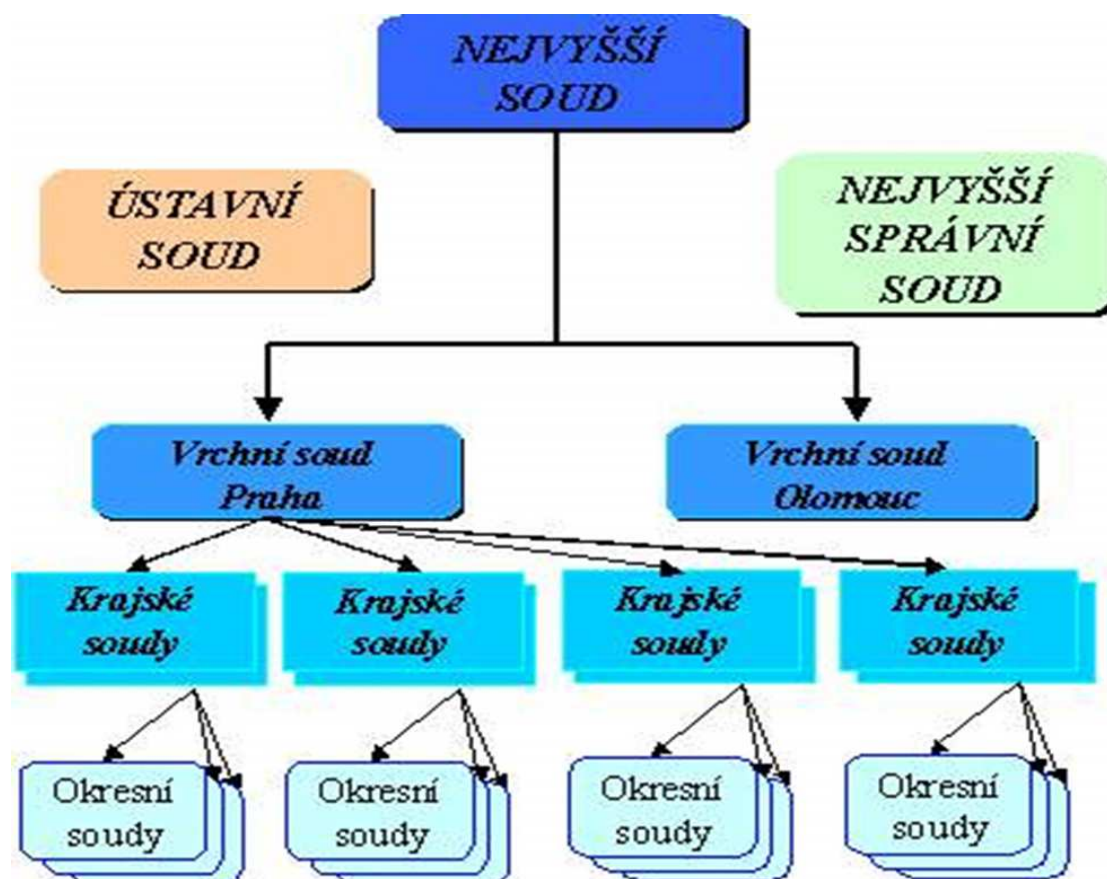 NEJVYŠŠÍ
SOUD
ÚSTAVNÍ
SOUD
NEJVYŠŠÍ
SPRÁVNÍ
SOUD
Vrchní soud
Praha
Vrchní soud
Olomouc
Krajské
soudy
Krajské
soudy
Krajské
soudy
Krajské
soudy
Okresní
soudy
Okresní
soudy
Okresní
soudy
Okresní
soudy